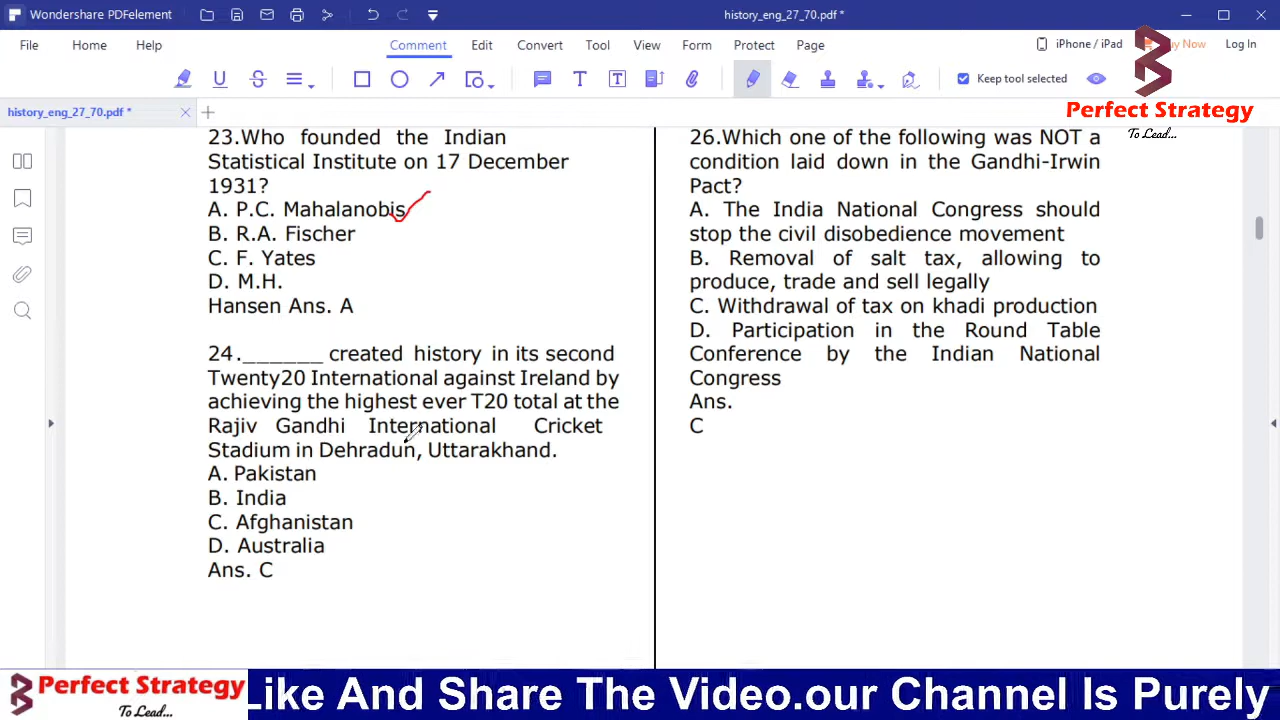 Wondershare PDFelement
history_eng_27_70.pdf *
File Home Help Comment Edit Convert Tool Form View Protect Page
iPhone / iPad Buy Now Log In
Keep tool selected
history_eng_27_70.pdf *
Perfect Strategy
To Lead...
23.Who founded the Indian
Statistical Institute on 17 December
1931?
A. P.C. Mahalanobis
B. R.A. Fischer
C. F. Yates
D. M.H.
Hansen Ans. A
24.______ created history in its second
Twenty20 International against Ireland by
achieving the highest ever T20 total at the
Rajiv Gandhi International Cricket
Stadium in Dehradun, Uttarakhand.
A. Pakistan
B. India
C. Afghanistan
D. Australia
Ans. C
26.Which one of the following was NOT a
condition laid down in the Gandhi-Irwin
Pact?
A. The India National Congress should
stop the civil disobedience movement
B. Removal of salt tax, allowing to
produce, trade and sell legally
C. Withdrawal of tax on khadi production
D. Participation in the Round Table
Conference by the Indian National
Congress
Ans.
C
Perfect Strategy
To Lead...
Like And Share The Video.our Channel Is Purely